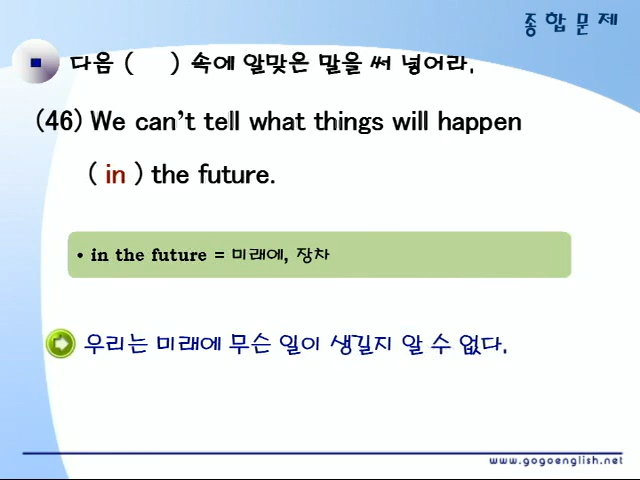 종합문제
다음 (    ) 속에 알맞은 말을 써 넣어라.
(46) We can't tell what things will happen
( in ) the future.
• in the future = 미래에, 장차
우리는 미래에 무슨 일이 생길지 알 수 없다.
www.gogoenglish.net